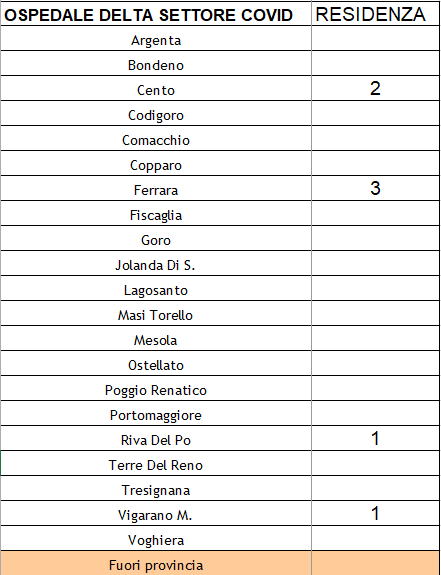 OSPEDALE DELTA SETTORE COVID RESIDENZA
Argenta
Bondeno
Cento 2
Codigoro
Comacchio
Copparo
Ferrara 3
Fiscaglia
Goro
Jolanda Di S.
Lagosanto
Masi Torello
Mesola
Ostellato
Poggio Renatico
Portomaggiore
Riva Del Po 1
Terre Del Reno
Tresignana
Vigarano M. 1
Voghiera
Fuori provincia